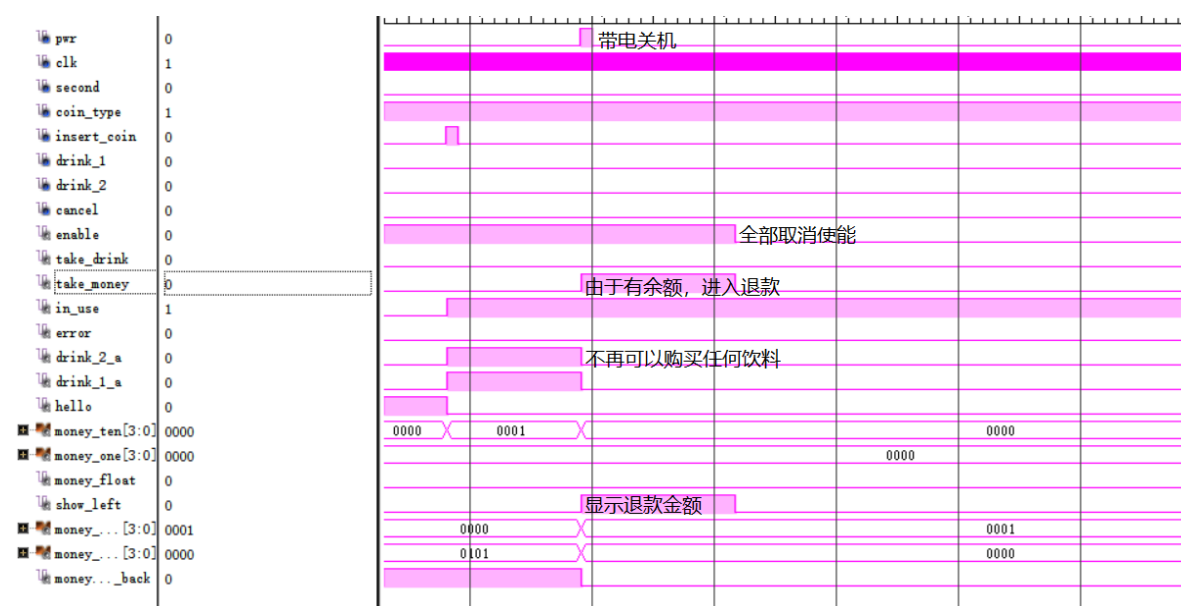 pwr 0 带电关机
clk 1
second 0
coin_type 1
insert_coin 0
drink_1 0
drink_2 0
cancel 0
enable 0 全部取消使能
take_drink 0
take_money 0 由于有余额，进入退款
in_use 1
error 0
drink_2_a 0 不再可以购买任何饮料
drink_1_a 0
hello 0
money_ten[3:0] 0000 0000 0001 0000
money_one[3:0] 0000 0000
money_float 0
show_left 0 显示退款金额
money_...[3:0] 0001 0000 0001
money_...[3:0] 0000 0101 0000
money..._back 0